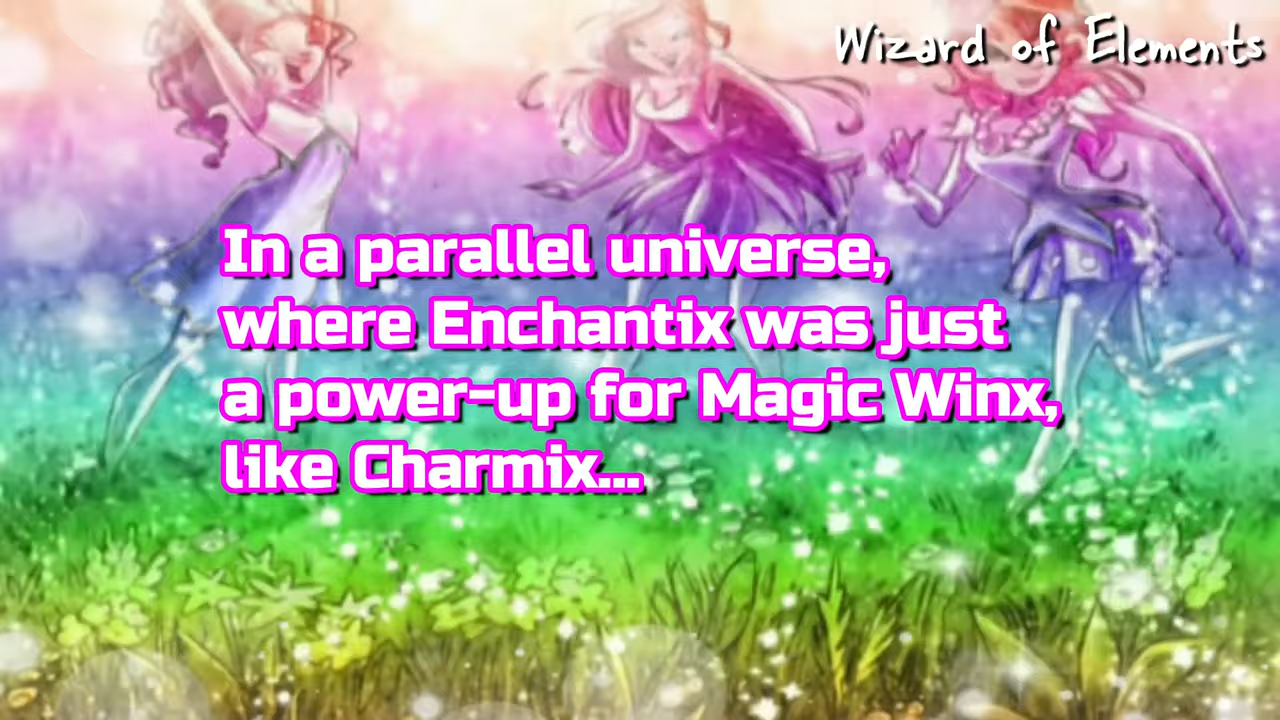 Wizard of Elements
In a parallel universe,
where Enchantix was just
a power-up for Magic Winx,
like Charmix...